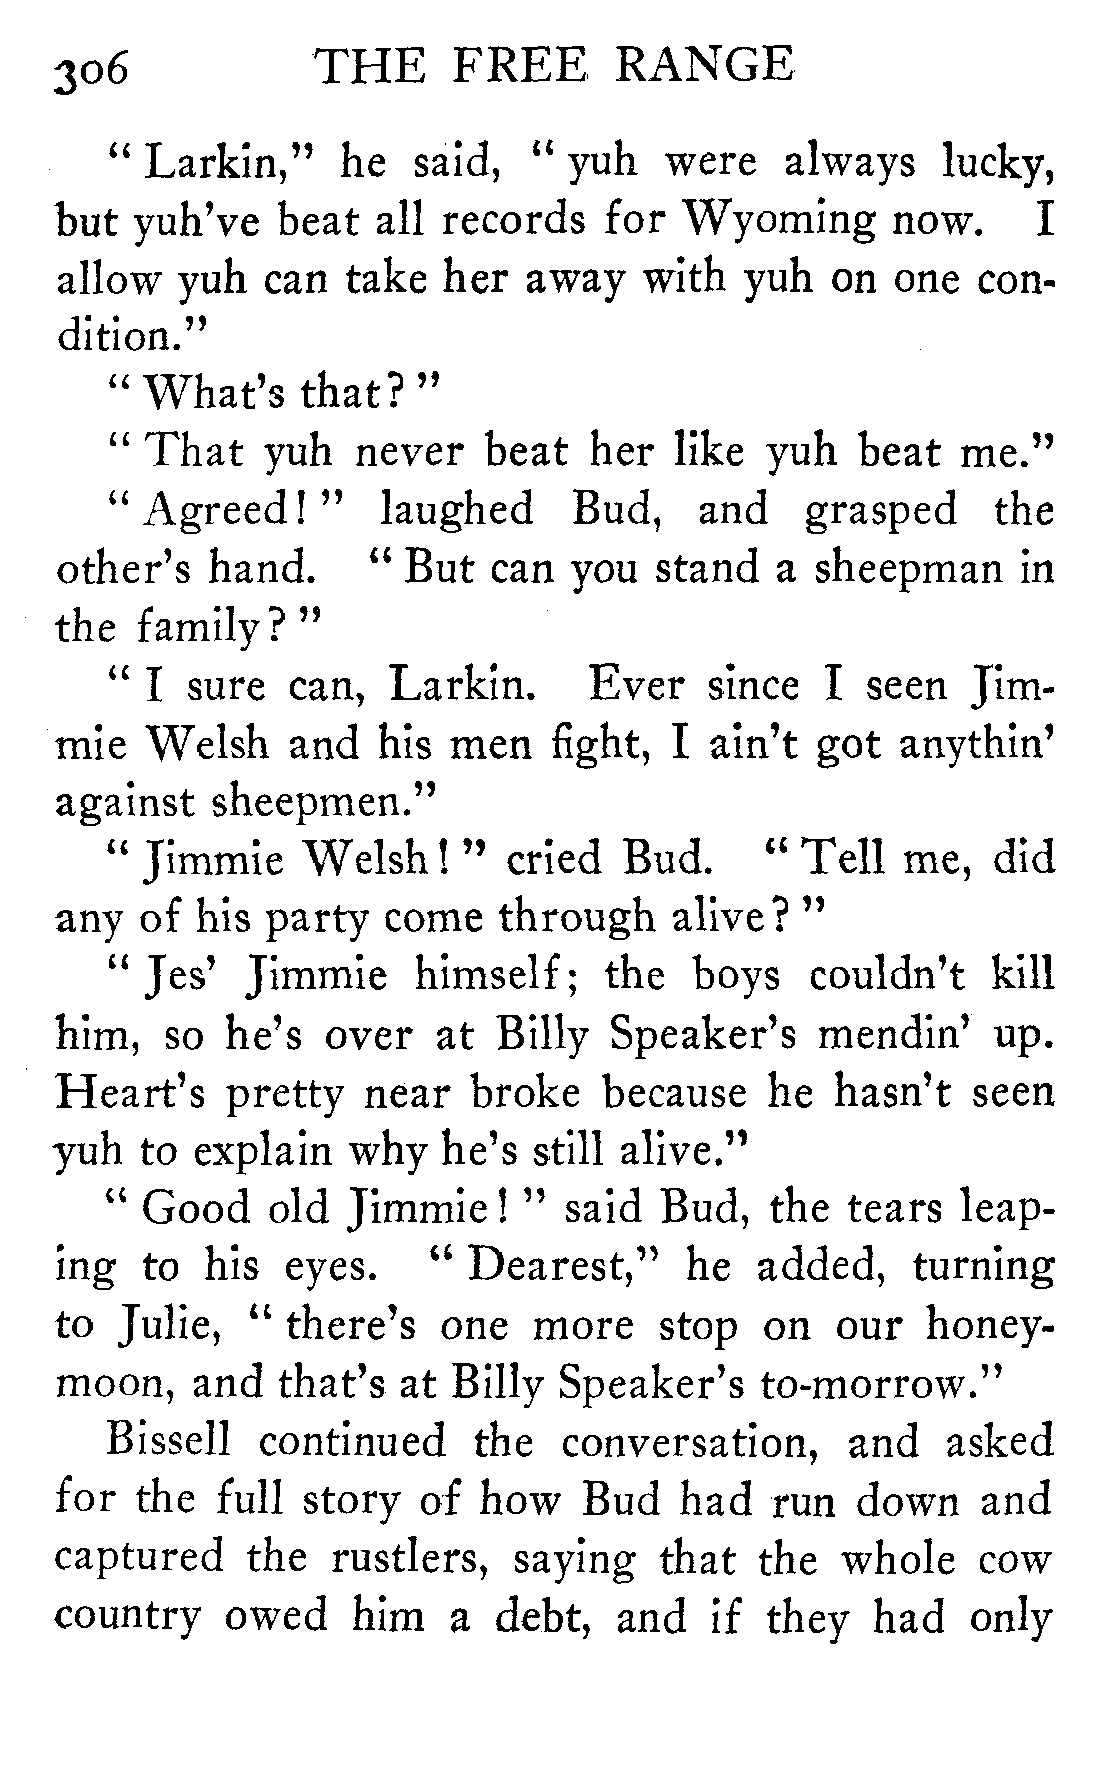 306 THE FREE RANGE
" Larkin," he said, " yuh were always lucky,
but yuh've beat all records for Wyoming now. I
allow yuh can take her away with yuh on one con-
dition."
" What's that? "
" That yuh never beat her like yuh beat me."
" Agreed! " laughed Bud, and grasped the
other's hand. " But can you stand a sheepman in
the family? "
" I sure can, Larkin. Ever since I seen Jim-
mie Welsh and his men fight, I ain't got anythin'
against sheepmen."
" Jimmie Welsh! " cried Bud. " Tell me, did
any of his party come through alive? "
" Jes' Jimmie himself; the boys couldn't kill
him, so he's over at Billy Speaker's mendin' up.
Heart's pretty near broke because he hasn't seen
yuh to explain why he's still alive."
" Good old Jimmie! " said Bud, the tears leap-
ing to his eyes. " Dearest," he added, turning
to Julie, " there's one more stop on our honey-
moon, and that's at Billy Speaker's to-morrow."
Bissell continued the conversation, and asked
for the full story of how Bud had run down and
captured the rustlers, saying that the whole cow
country owed him a debt, and if they had only